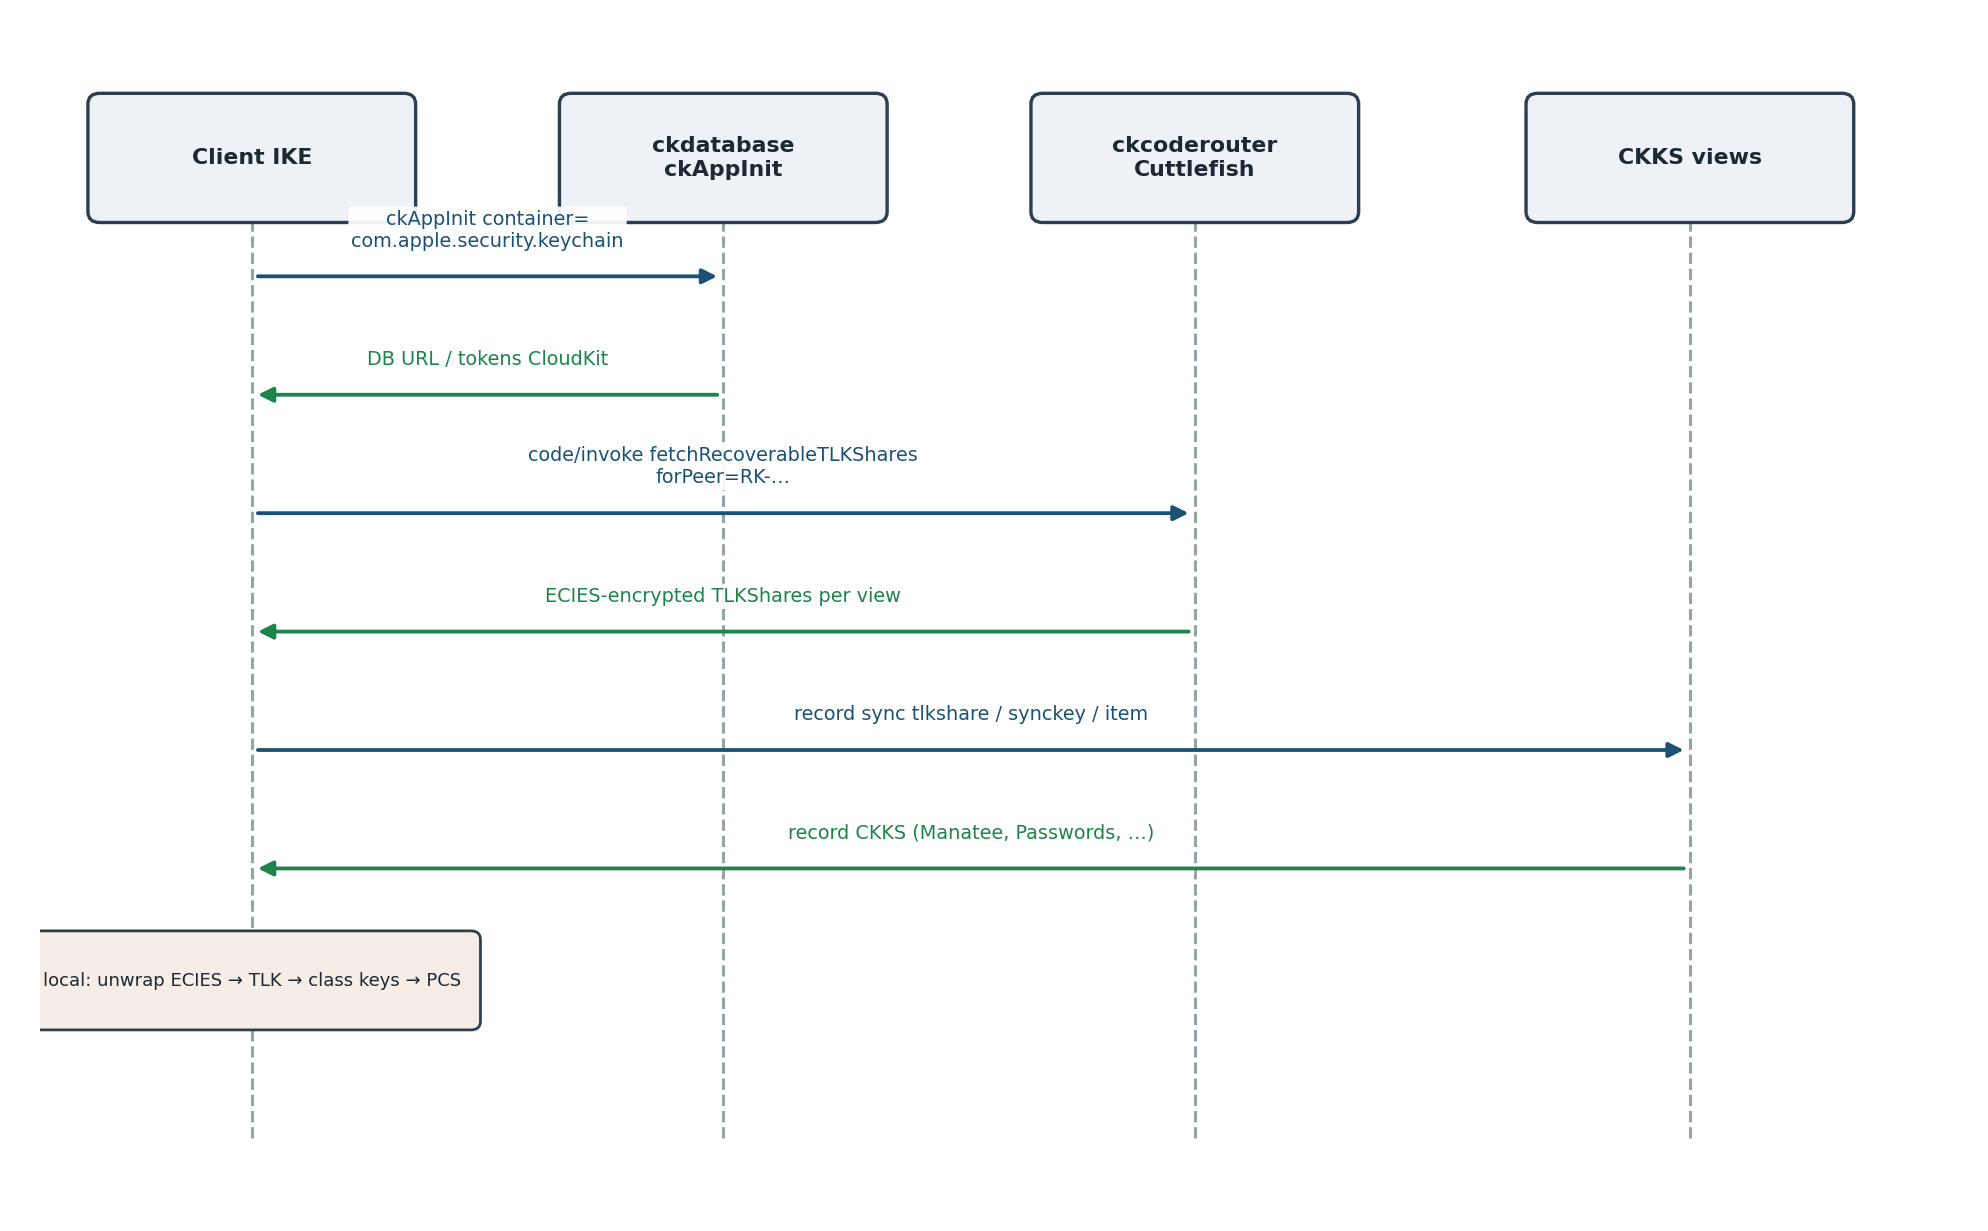 Client IKE
ckdatabase
ckAppInit
ckcoderouter
Cuttlefish
CKKS views
ckAppInit container=
com.apple.security.keychain
DB URL / tokens CloudKit
code/invoke fetchRecoverableTLKShares
forPeer=RK-…
ECIES-encrypted TLKShares per view
record sync tlkshare / synckey / item
record CKKS (Manatee, Passwords, …)
local: unwrap ECIES → TLK → class keys → PCS